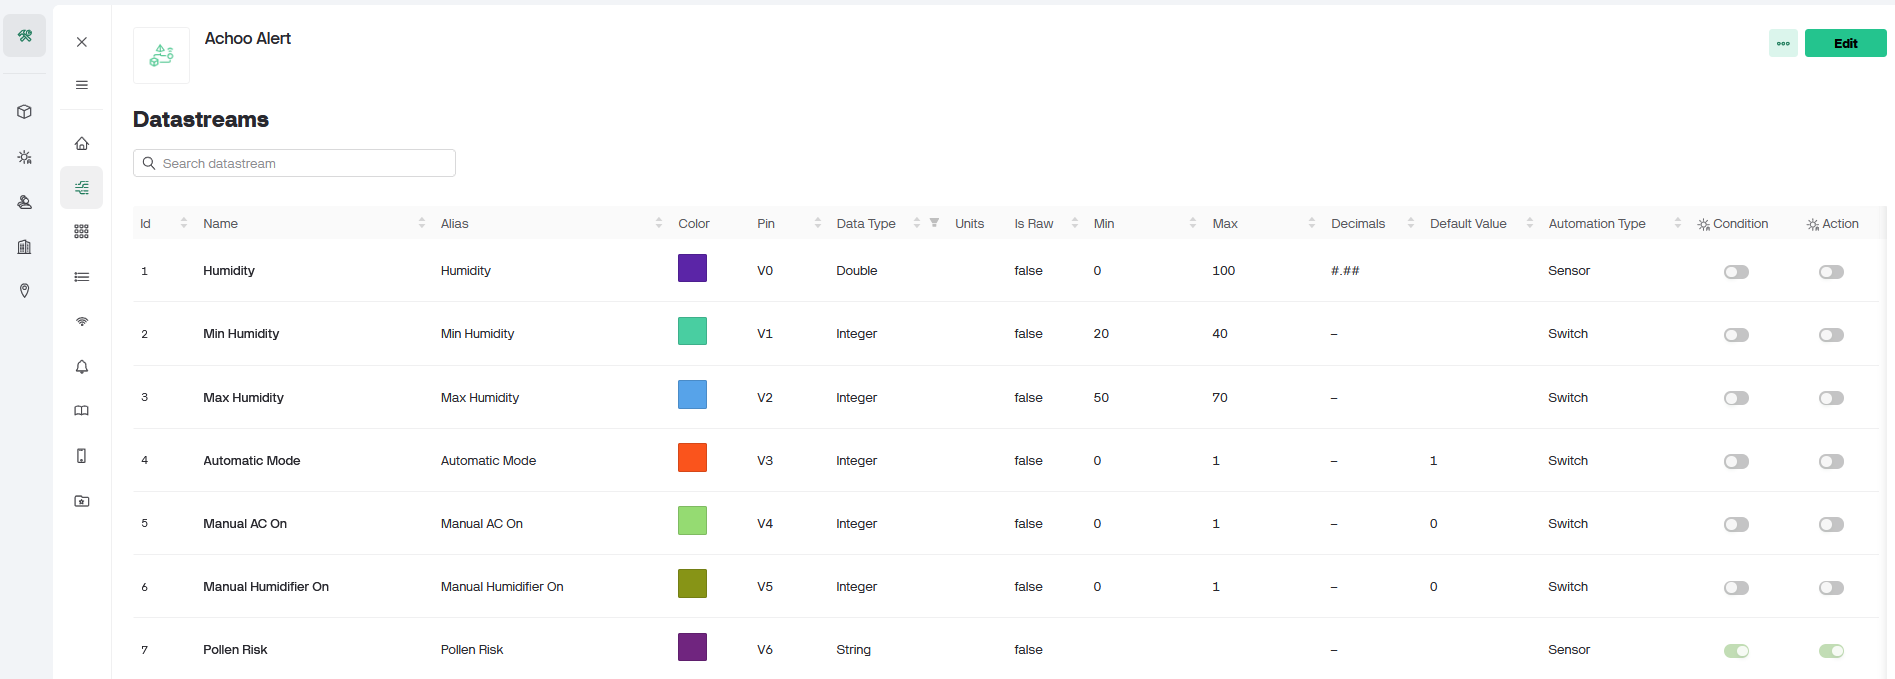 Achoo Alert
Edit
Datastreams
Search datastream
Id Name Alias Color Pin Data Type Units Is Raw Min Max Decimals Default Value Automation Type Condition Action
1 Humidity Humidity V0 Double false 0 100 #.## Sensor
2 Min Humidity Min Humidity V1 Integer false 20 40 – Switch
3 Max Humidity Max Humidity V2 Integer false 50 70 – Switch
4 Automatic Mode Automatic Mode V3 Integer false 0 1 – 1 Switch
5 Manual AC On Manual AC On V4 Integer false 0 1 – 0 Switch
6 Manual Humidifier On Manual Humidifier On V5 Integer false 0 1 – 0 Switch
7 Pollen Risk Pollen Risk V6 String false – Sensor